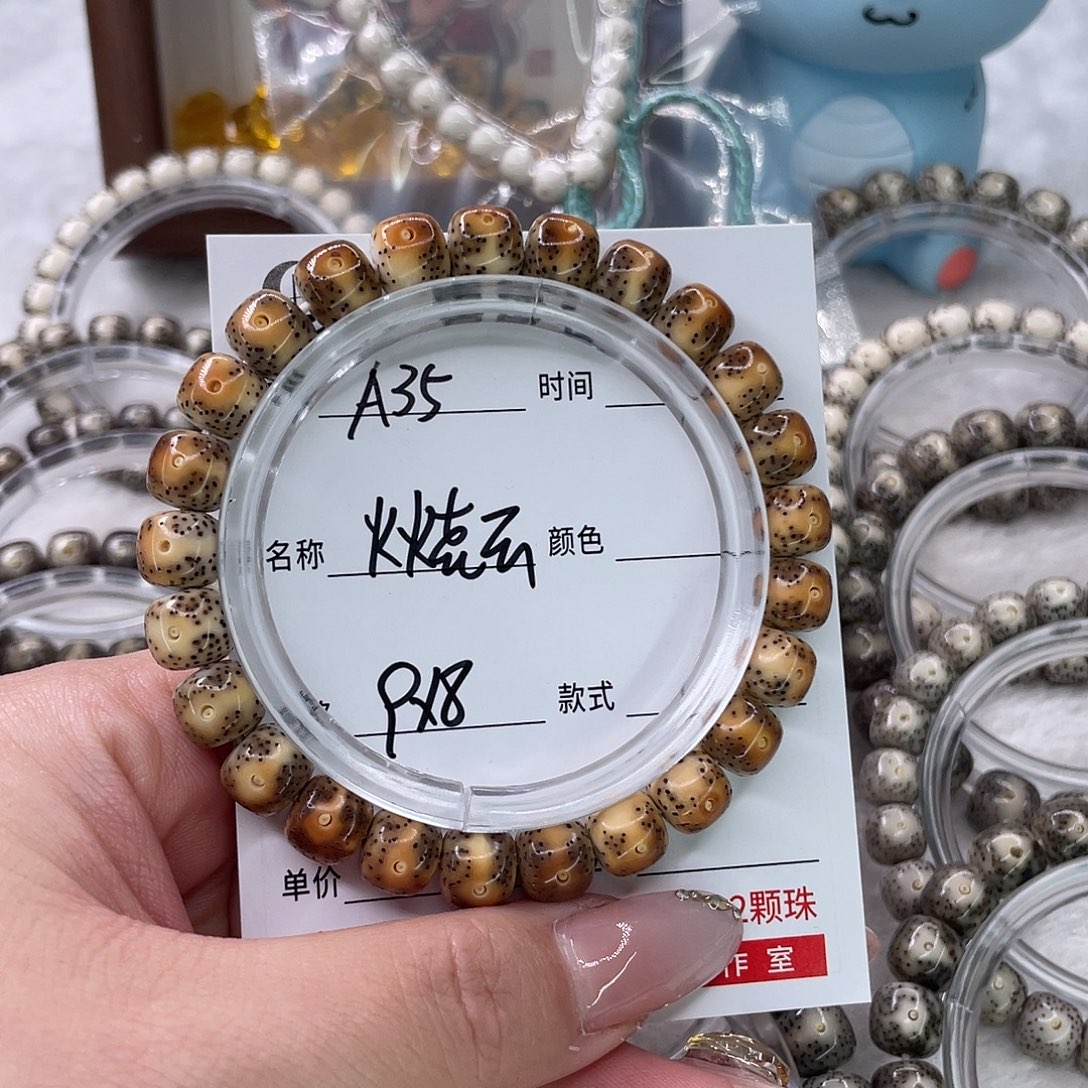 A35 时间
名称 火烧云 颜色
9x18 款式
单价
2颗珠
作室